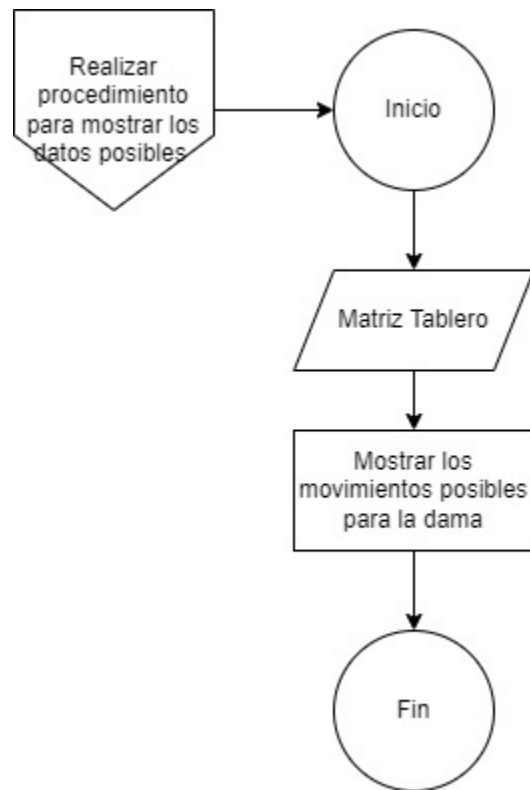 Realizar
procedimiento
para mostrar los
datos posibles
Inicio
Matriz Tablero
Mostrar los
movimientos posibles
para la dama
Fin